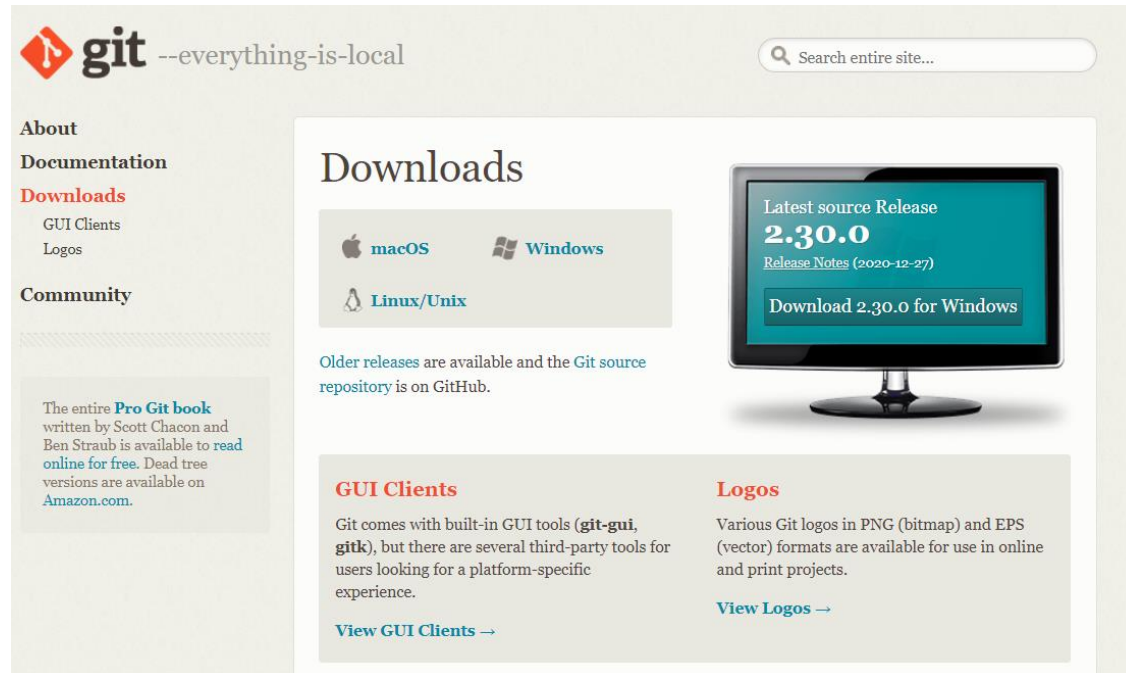 git --everything-is-local
Search entire site...
About
Documentation
Downloads
GUI Clients
Logos
Community
The entire Pro Git book
written by Scott Chacon and
Ben Straub is available to read
online for free. Dead tree
versions are available on
Amazon.com.
Downloads
macOS
Windows
Linux/Unix
Older releases are available and the Git source
repository is on GitHub.
Latest source Release
2.30.0
Release Notes (2020-12-27)
Download 2.30.0 for Windows
GUI Clients
Git comes with built-in GUI tools (git-gui,
gitk), but there are several third-party tools for
users looking for a platform-specific
experience.
View GUI Clients →
Logos
Various Git logos in PNG (bitmap) and EPS
(vector) formats are available for use in online
and print projects.
View Logos →